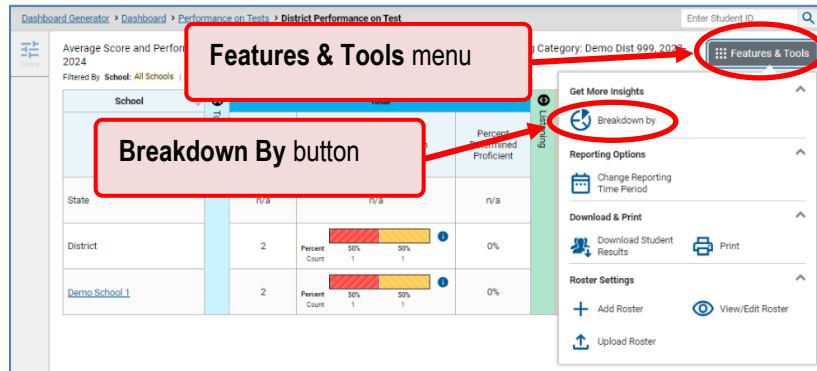 Dashboard Generator > Dashboard > Performance on Tests > District Performance on Test
Enter Student ID
Filters
Average Score and Perfor
g Category: Demo Dist 999, 2023-
2024
Filtered By School: All Schools
Features & Tools
Features & Tools menu
Breakdown By button
School
Total
To
Listening
Percent
Determined
Proficient
State
n/a
n/a
n/a
District
2
Percent 50% 50%
Count 1 1
0%
Demo School 1
2
Percent 50% 50%
Count 1 1
0%
Get More Insights
Breakdown by
Reporting Options
Change Reporting
Time Period
Download & Print
Download Student
Results
Print
Roster Settings
Add Roster
View/Edit Roster
Upload Roster